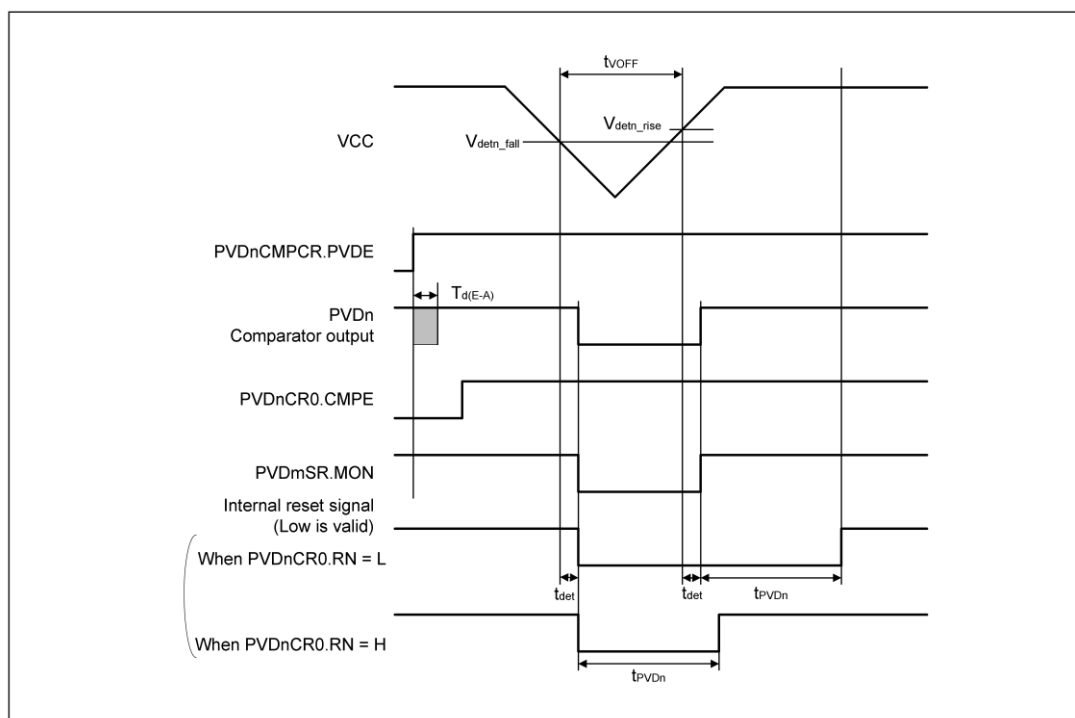 tVOFF
Vdetn_rise
VCC
Vdetn_fall
PVDnCMPCR.PVDE
Td(E-A)
PVDn
Comparator output
PVDnCR0.CMPE
PVDmSR.MON
Internal reset signal
(Low is valid)
When PVDnCR0.RN = L
tdet
tdet
tPVDn
When PVDnCR0.RN = H
tPVDn